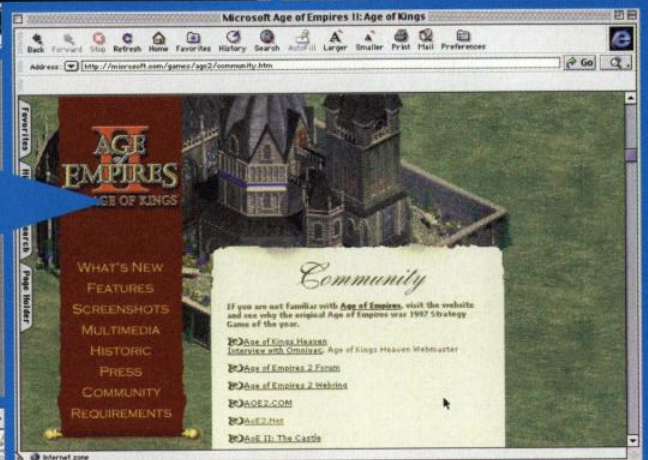 Microsoft Age of Empires II: Age of Kings
Back Forward Stop Refresh Home Favorites History Search AutoFill Larger Smaller Print Mail Preferences
Address: http://microsoft.com/games/age2/community.htm Go
Favorites
Search
Page Holder
AGE
of
EMPIRES
II
AGE OF KINGS
WHAT'S NEW
FEATURES
SCREENSHOTS
MULTIMEDIA
HISTORIC
PRESS
COMMUNITY
REQUIREMENTS
Community
If you are not familiar with Age of Empires, visit the website
and see why the original Age of Empires was 1997 Strategy
Game of the year.
Age of Kings Heaven
Interview with Omnivac, Age of Kings Heaven Webmaster
Age of Empires 2 Forum
Age of Empires 2 Webring
AOE2.COM
AoE2.Net
AoE II: The Castle
Internet zone